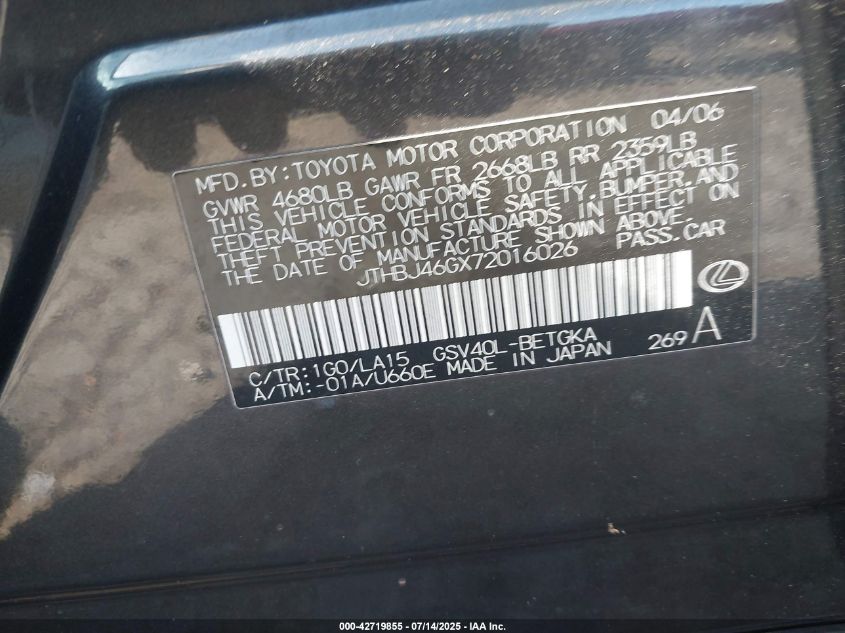 MFD. BY: TOYOTA MOTOR CORPORATION 04/06
GVWR 4680LB GAWR FR 2668LB RR 2359LB
THIS VEHICLE CONFORMS TO ALL APPLICABLE
FEDERAL MOTOR VEHICLE SAFETY, BUMPER, AND
THEFT PREVENTION STANDARDS IN EFFECT ON
THE DATE OF MANUFACTURE SHOWN ABOVE.
JTHBJ46GX72016026 PASS. CAR
C/TR: 1G0/LA15 GSV40L-BETGKA 269 A
A/TM: -01A/U660E MADE IN JAPAN
000-42719855 - 07/14/2025 - IAA Inc.